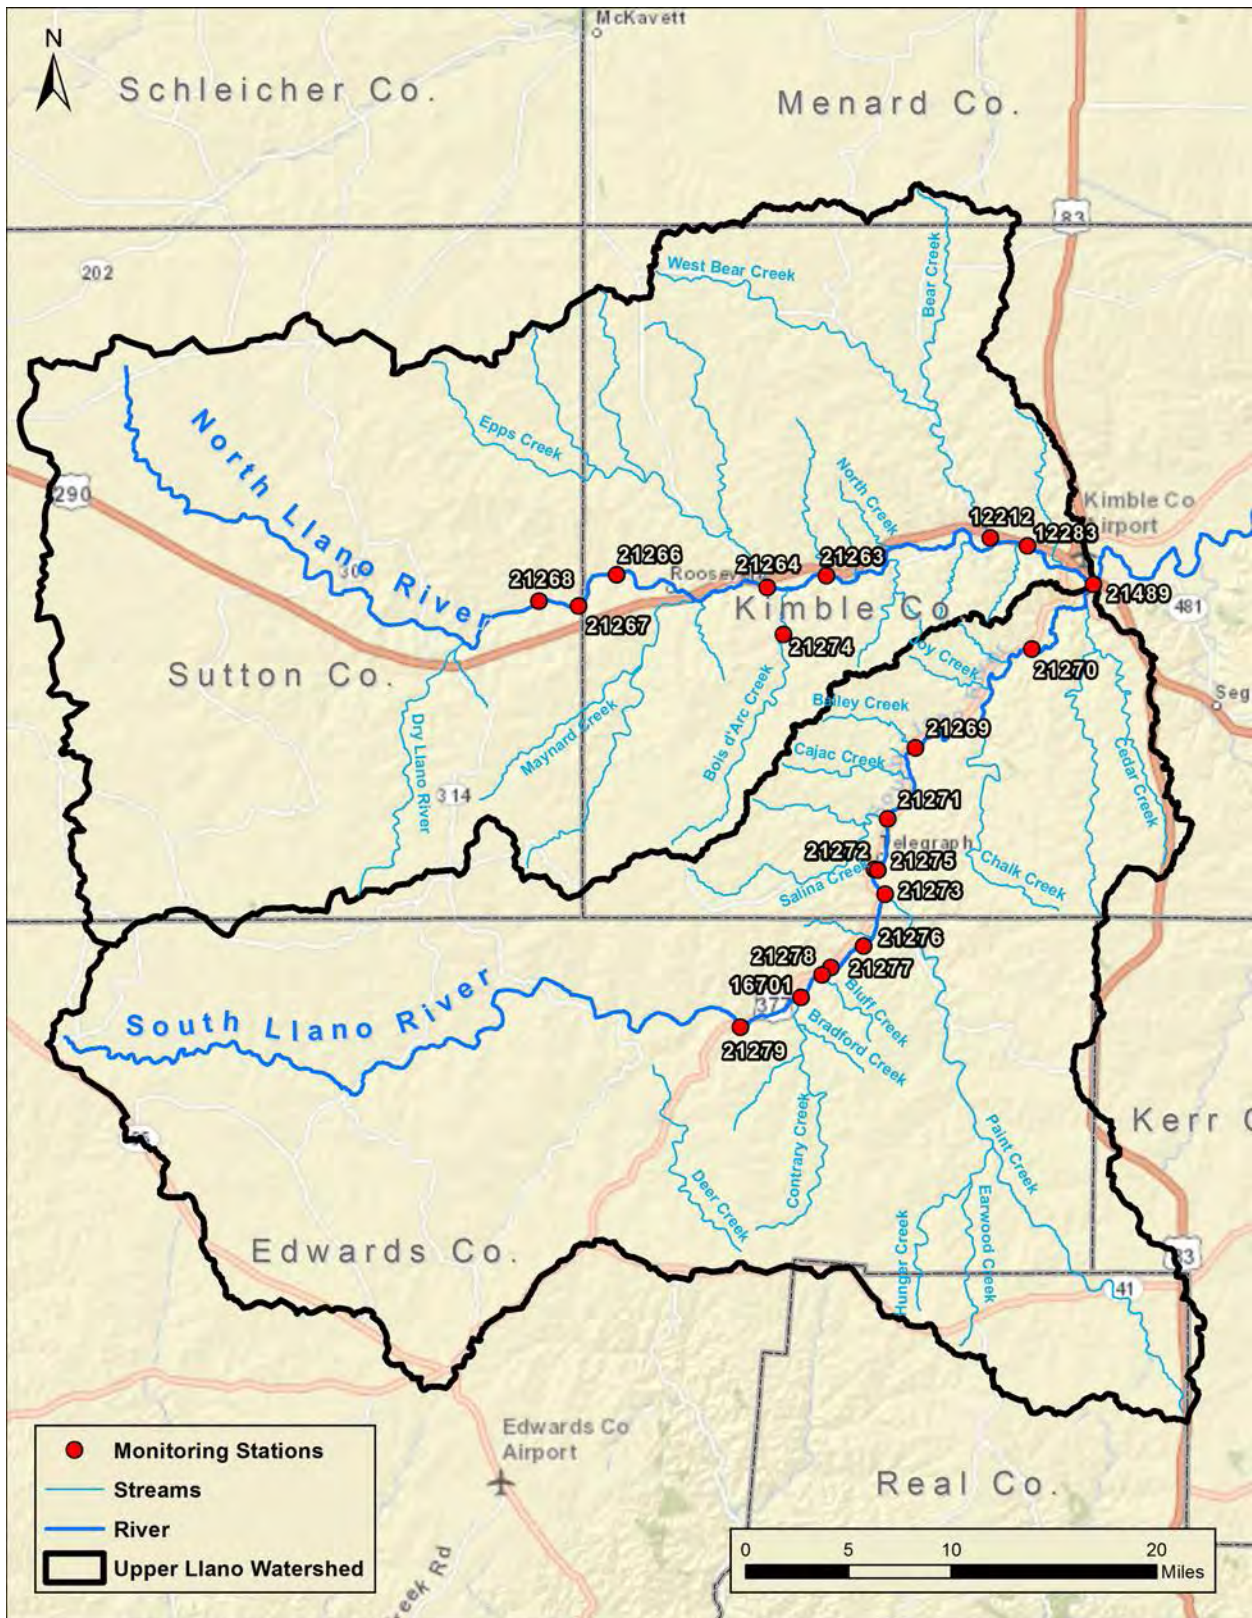 McKavett
N
Schleicher Co.
Menard Co.
83
202
West Bear Creek
Bear Creek
North Llano River
Epps Creek
290
North Creek
Kimble Co
Airport
12212
12283
21266
21264
21263
21268
21267
Kimble Co
21489
481
21274
21270
Sutton Co.
Joy Creek
Seg
Bailey Creek
21269
Dry Llano River
Maynard Creek
Bois d'Arc Creek
Cajac Creek
Cedar Creek
314
21271
Telegraph
21272
21275
Salina Creek
Chalk Creek
21273
21276
21278
21277
South Llano River
16701
377
Bluff Creek
21279
Bradford Creek
Kerr C
Paint Creek
Contrary Creek
Deer Creek
Earwood Creek
Hunger Creek
Edwards Co.
83
41
Edwards Co
Airport
Monitoring Stations
Streams
River
Upper Llano Watershed
Real Co.
0 5 10 20
Miles
reek Rd